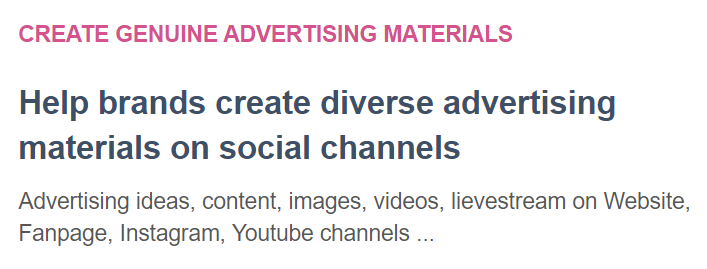 CREATE GENUINE ADVERTISING MATERIALS
Help brands create diverse advertising
materials on social channels
Advertising ideas, content, images, videos, lievestream on Website,
Fanpage, Instagram, Youtube channels ...